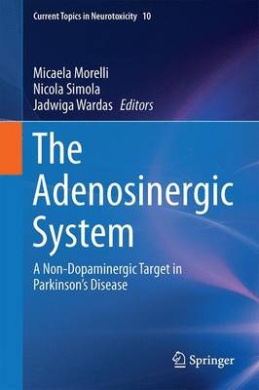 Current Topics in Neurotoxicity 10
Micaela Morelli
Nicola Simola
Jadwiga Wardas Editors
The
Adenosinergic
System
A Non-Dopaminergic Target in
Parkinson's Disease
Springer